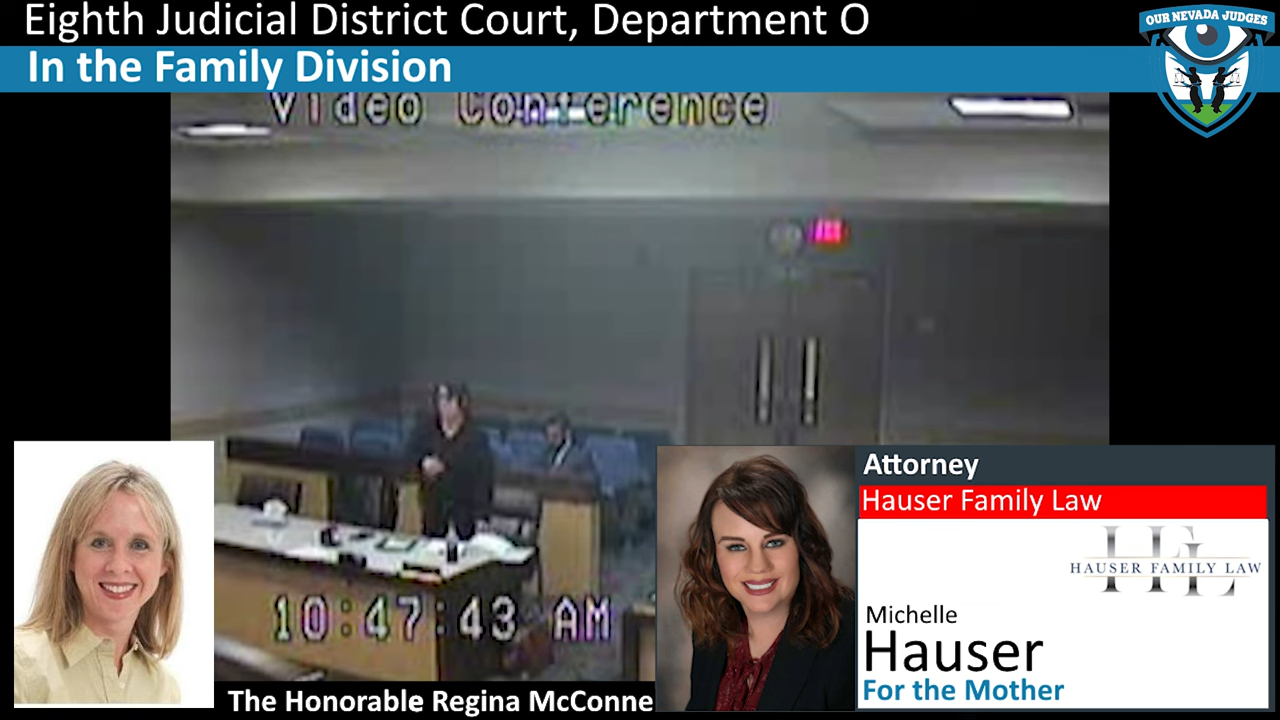 Eighth Judicial District Court, Department O
In the Family Division
OUR NEVADA JUDGES
Video Conference
10:47:43 AM
The Honorable Regina McConne
Attorney
Hauser Family Law
HFL
HAUSER FAMILY LAW
Michelle
Hauser
For the Mother